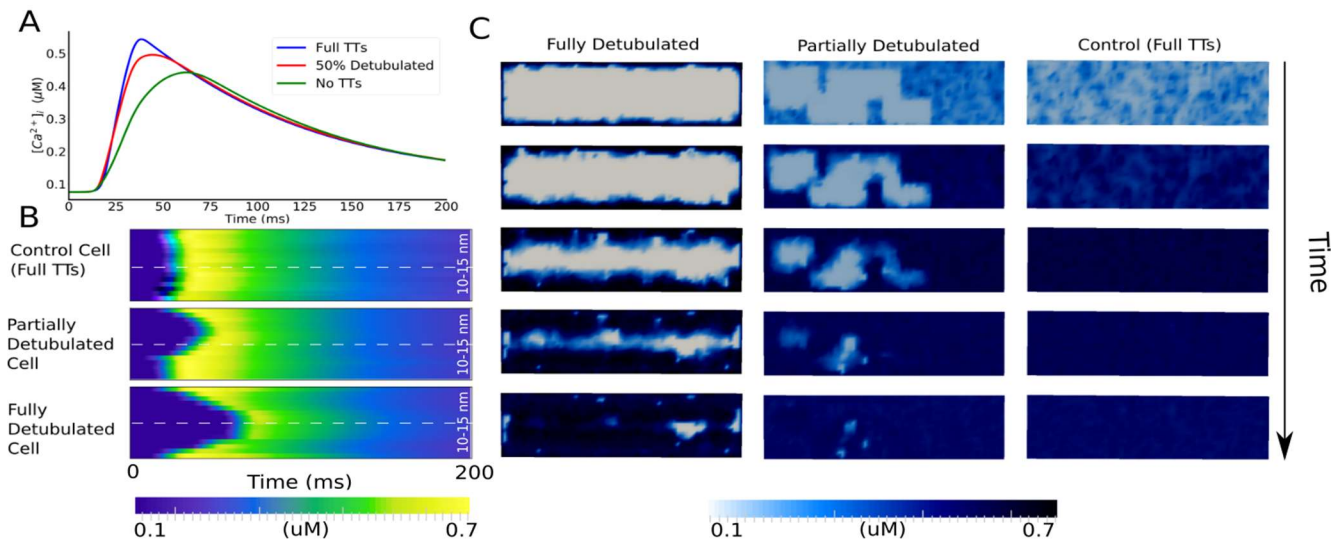 A
[Ca²⁺]ᵢ (μM)
0.5
0.4
0.3
0.2
0.1
Full TTs
50% Detubulated
No TTs
0 25 50 75 100 125 150 175 200
Time (ms)
B
Control Cell
(Full TTs)
10-15 nm
Partially
Detubulated
Cell
10-15 nm
Fully
Detubulated
Cell
10-15 nm
0 200
Time (ms)
0.1 (uM) 0.7
C
Fully Detubulated Partially Detubulated Control (Full TTs)
Time
0.1 (uM) 0.7